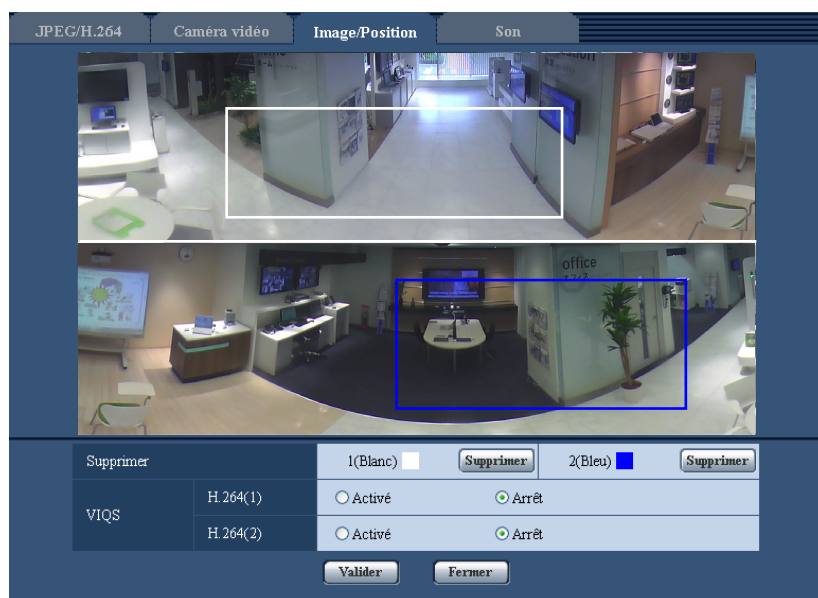 JPEG/H.264 Caméra vidéo Image/Position Son
office
Supprimer 1(Blanc) Supprimer 2(Bleu) Supprimer
VIQS H.264(1) Activé Arrêt
H.264(2) Activé Arrêt
Valider Fermer